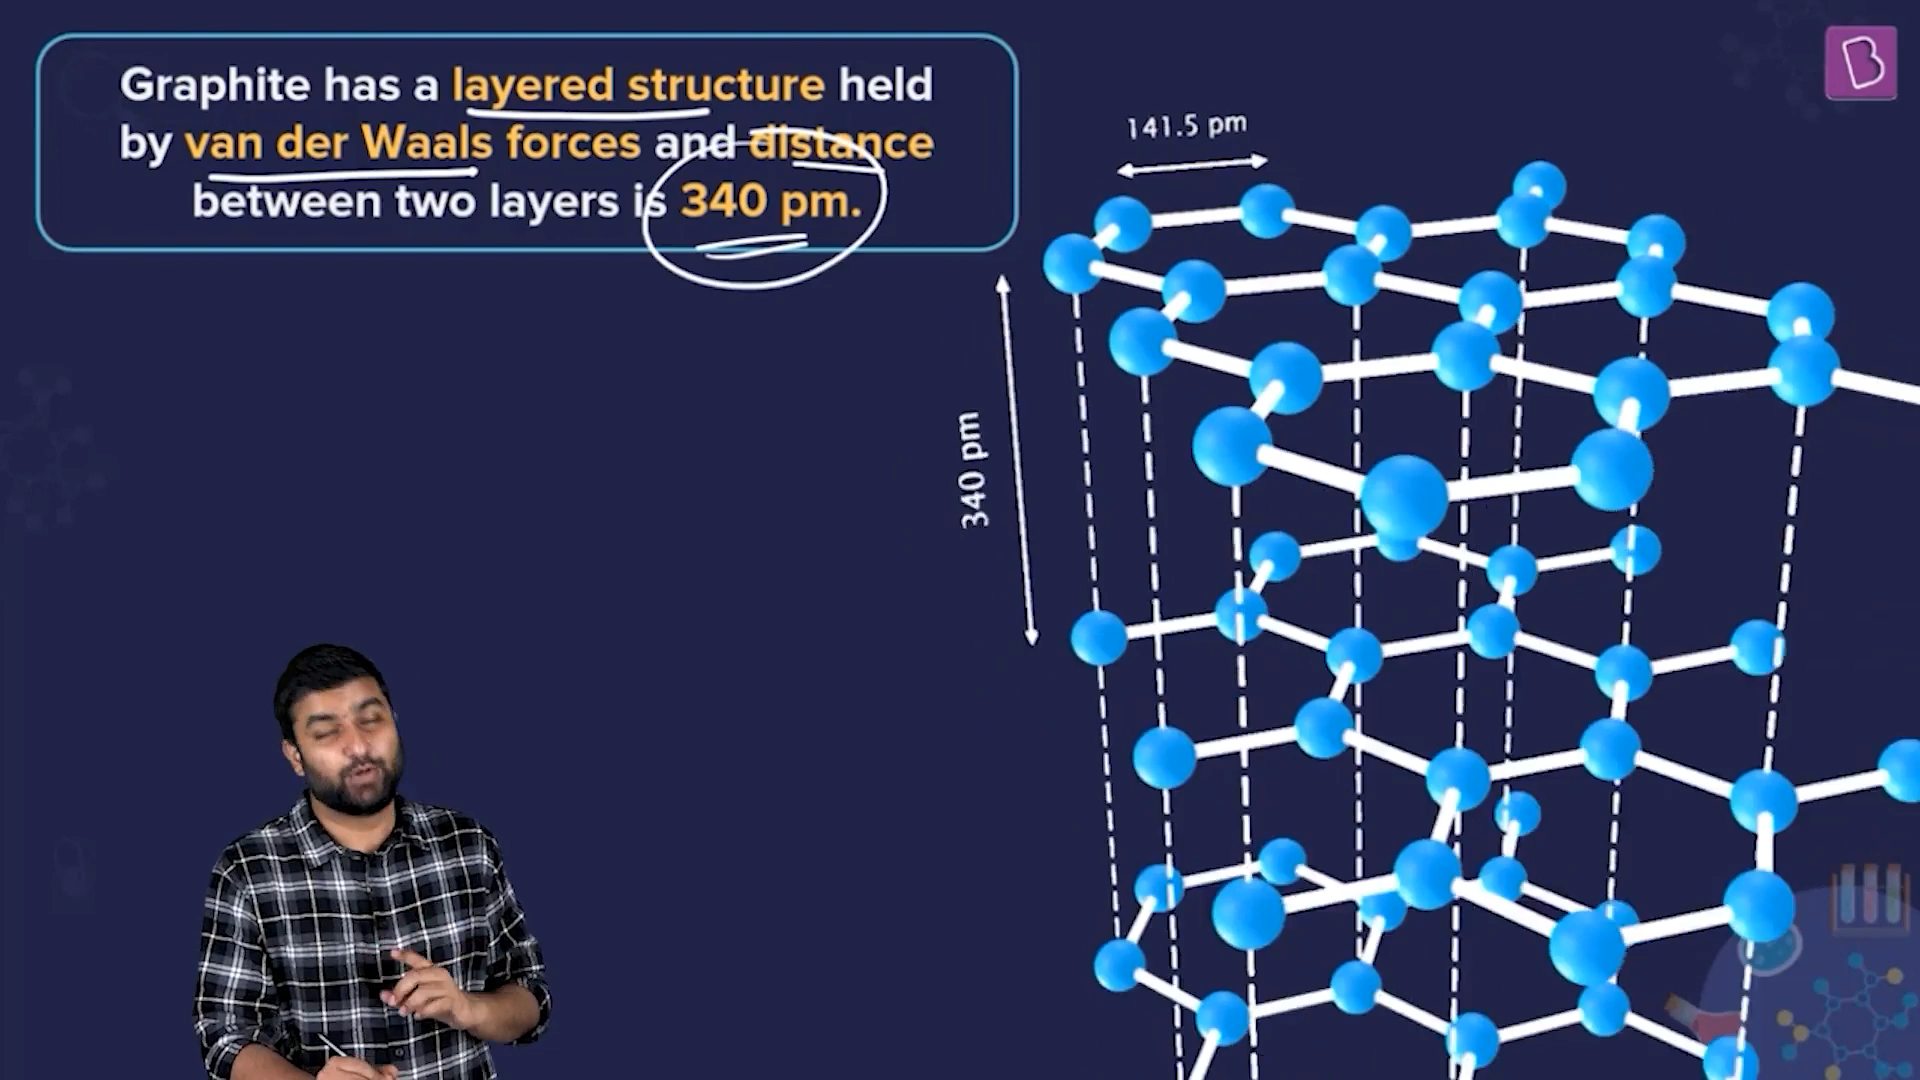 Graphite has a layered structure held
by van der Waals forces and distance
between two layers is 340 pm.
141.5 pm
340 pm